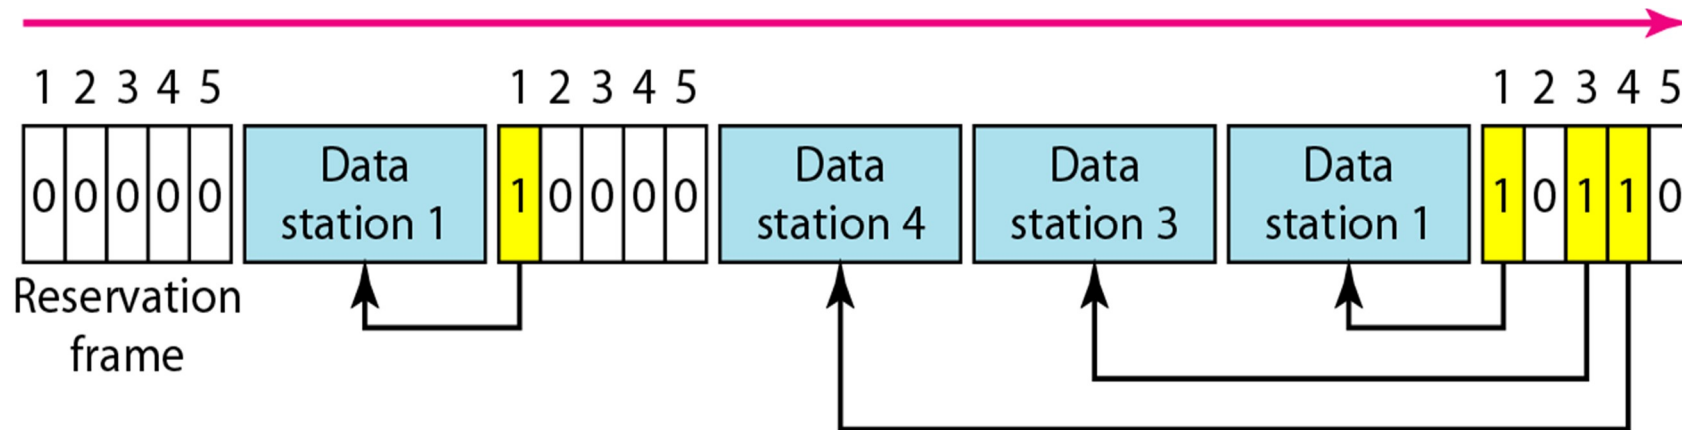 1 2 3 4 5 1 2 3 4 5 1 2 3 4 5
0 0 0 0 0 Data station 1 1 0 0 0 0 Data station 4 Data station 3 Data station 1 1 0 1 1 0
Reservation
frame